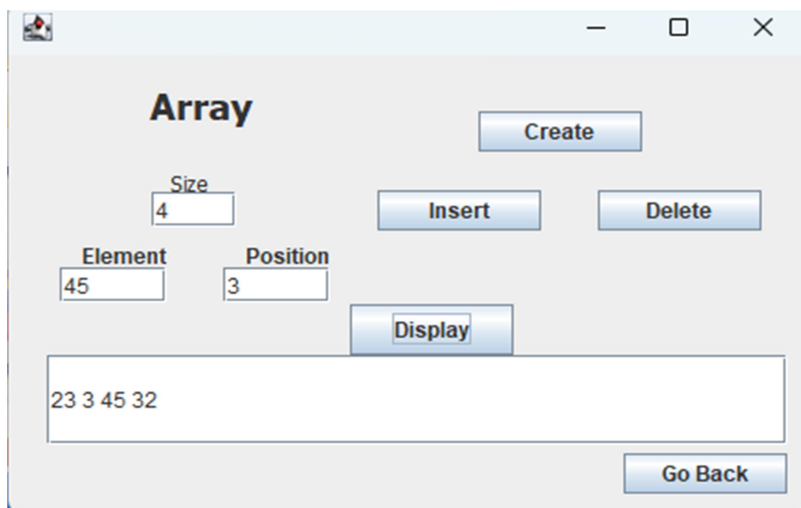 Array
Create
Size
4
Insert
Delete
Element
Position
45
3
Display
23 3 45 32
Go Back